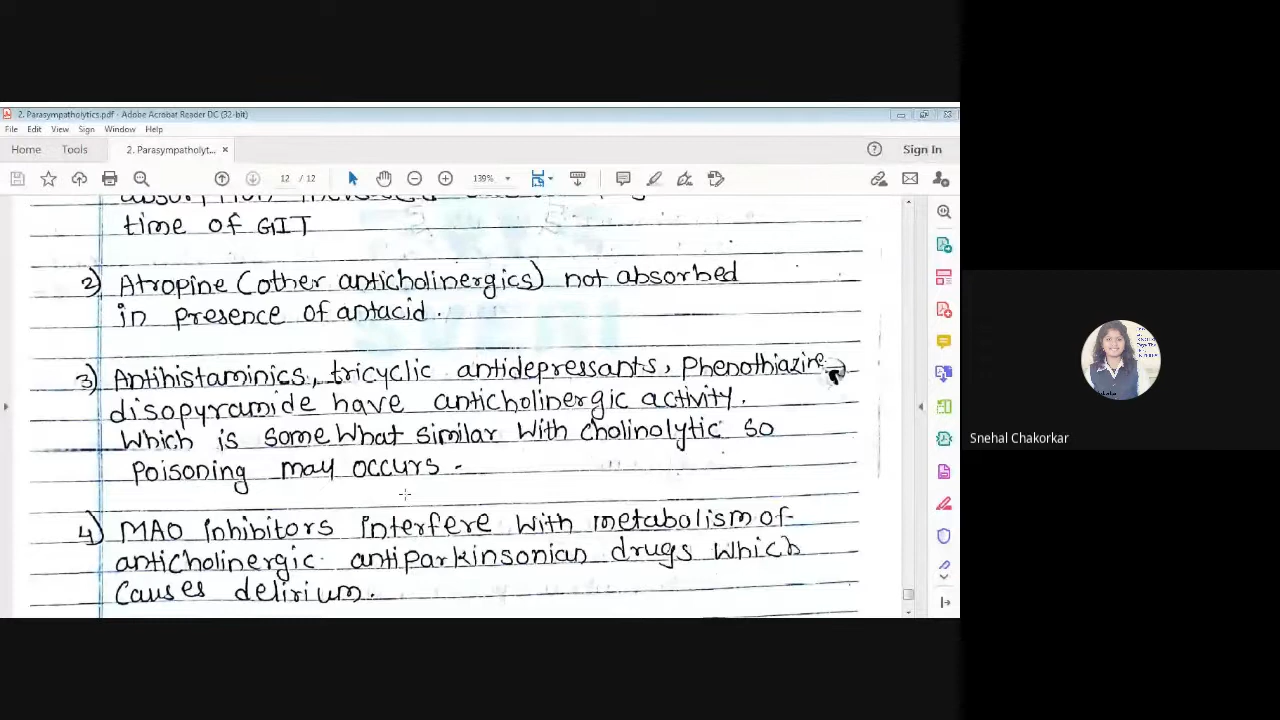 2. Parasympatholytics.pdf - Adobe Acrobat Reader DC (32-bit)
File Edit View Sign Window Help
Home Tools 2. Parasympatholyt... × Sign In
12 / 12 139%
time of GIT
2) Atropine (other anticholinergics) not absorbed
in presence of antacid.
3) Antihistaminics, tricyclic antidepressants, Phenothiazine
disopyramide have anticholinergic activity.
Which is some What similar With cholinolytic so
Poisoning may occurs -
4) MAO inhibitors interfere with metabolism of
anticholinergic antiparkinsonian drugs which
Causes delirium.
Snehal Chakorkar